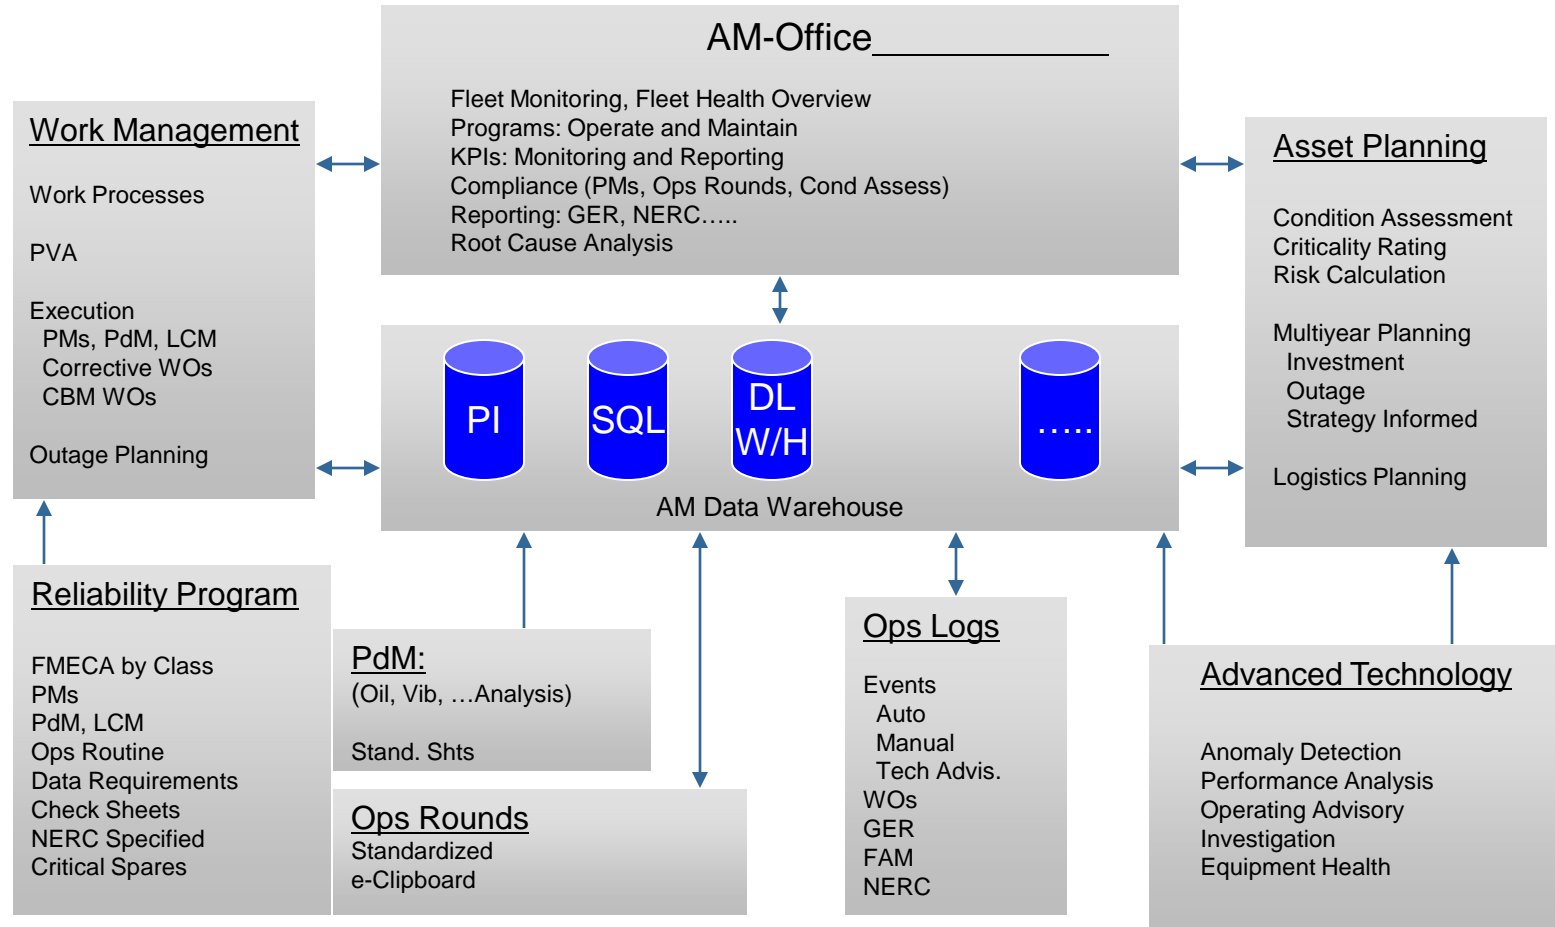 AM-Office
Fleet Monitoring, Fleet Health Overview
Programs: Operate and Maintain
KPIs: Monitoring and Reporting
Compliance (PMs, Ops Rounds, Cond Assess)
Reporting: GER, NERC…..
Root Cause Analysis
Work Management
Work Processes
PVA
Execution
PMs, PdM, LCM
Corrective WOs
CBM WOs
Outage Planning
Asset Planning
Condition Assessment
Criticality Rating
Risk Calculation
Multiyear Planning
Investment
Outage
Strategy Informed
Logistics Planning
PI
SQL
DL
W/H
…..
AM Data Warehouse
Reliability Program
FMECA by Class
PMs
PdM, LCM
Ops Routine
Data Requirements
Check Sheets
NERC Specified
Critical Spares
PdM:
(Oil, Vib, …Analysis)
Stand. Shts
Ops Rounds
Standardized
e-Clipboard
Ops Logs
Events
Auto
Manual
Tech Advis.
WOs
GER
FAM
NERC
Advanced Technology
Anomaly Detection
Performance Analysis
Operating Advisory
Investigation
Equipment Health